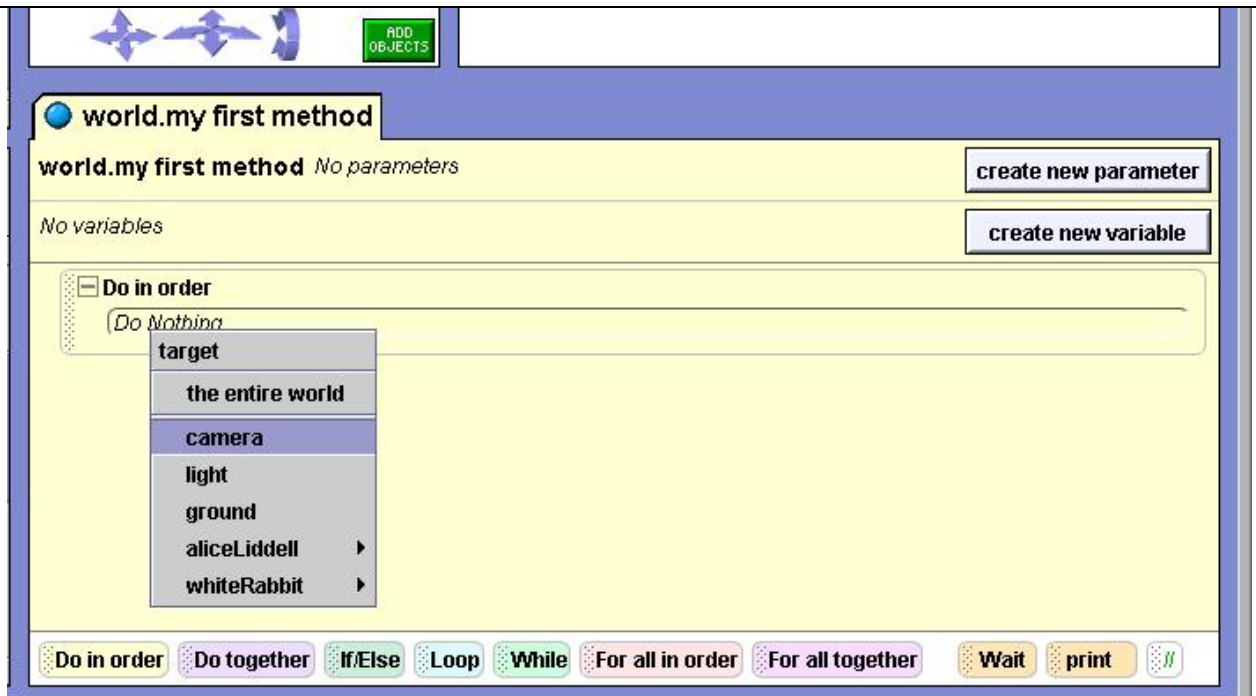 ADD
OBJECTS
world.my first method
world.my first method No parameters
create new parameter
No variables
create new variable
Do in order
Do Nothing
target
the entire world
camera
light
ground
aliceLiddell
whiteRabbit
Do in order Do together If/Else Loop While For all in order For all together Wait print //